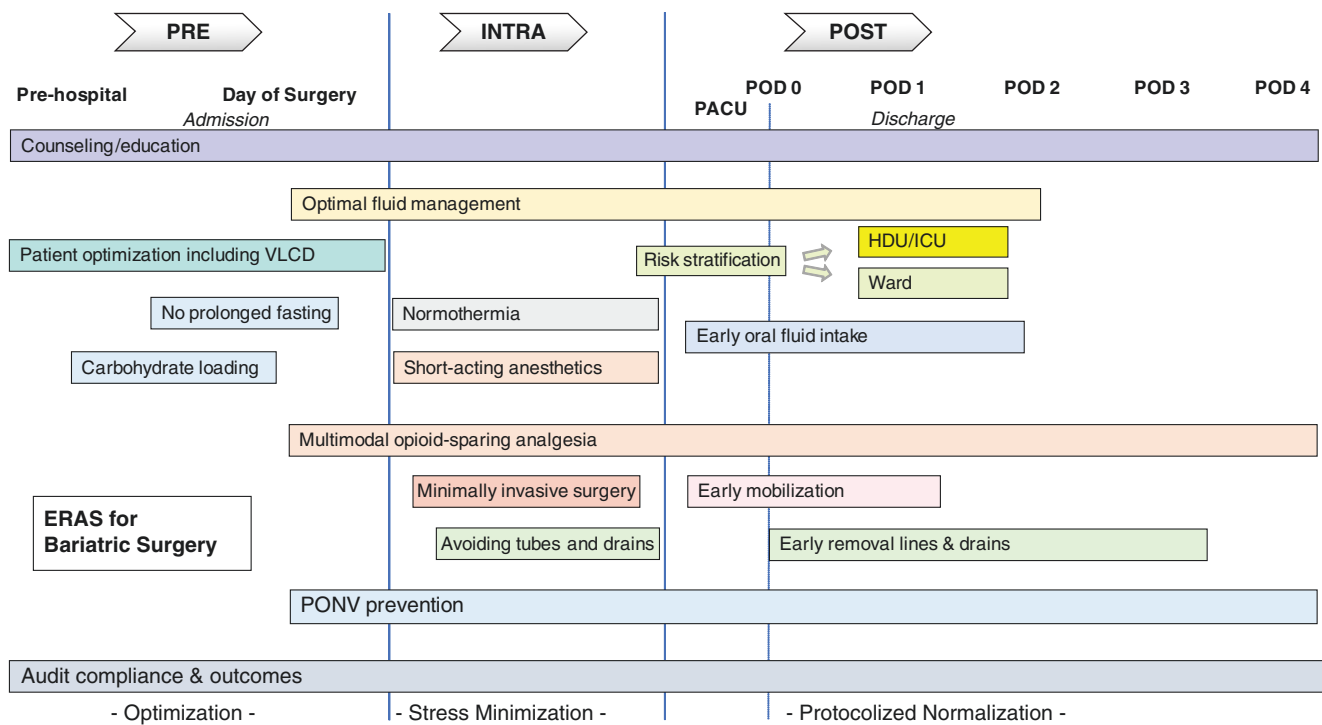 PRE
INTRA
POST
Pre-hospital
Day of Surgery
Admission
PACU
POD 0
POD 1
POD 2
POD 3
POD 4
Discharge
Counseling/education
Optimal fluid management
Patient optimization including VLCD
Risk stratification
HDU/ICU
Ward
No prolonged fasting
Normothermia
Early oral fluid intake
Carbohydrate loading
Short-acting anesthetics
Multimodal opioid-sparing analgesia
Minimally invasive surgery
Early mobilization
ERAS for
Bariatric Surgery
Avoiding tubes and drains
Early removal lines & drains
PONV prevention
Audit compliance & outcomes
- Optimization -
- Stress Minimization -
- Protocolized Normalization -